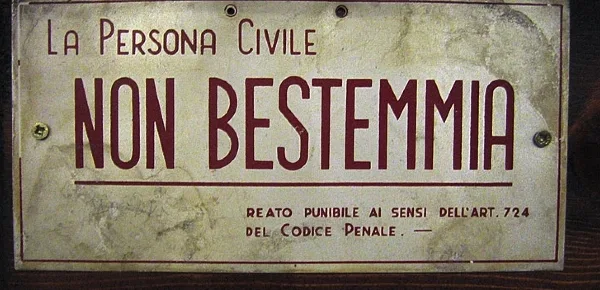 La Persona Civile
NON BESTEMMIA
REATO PUNIBILE AI SENSI DELL'ART. 724
DEL CODICE PENALE. —